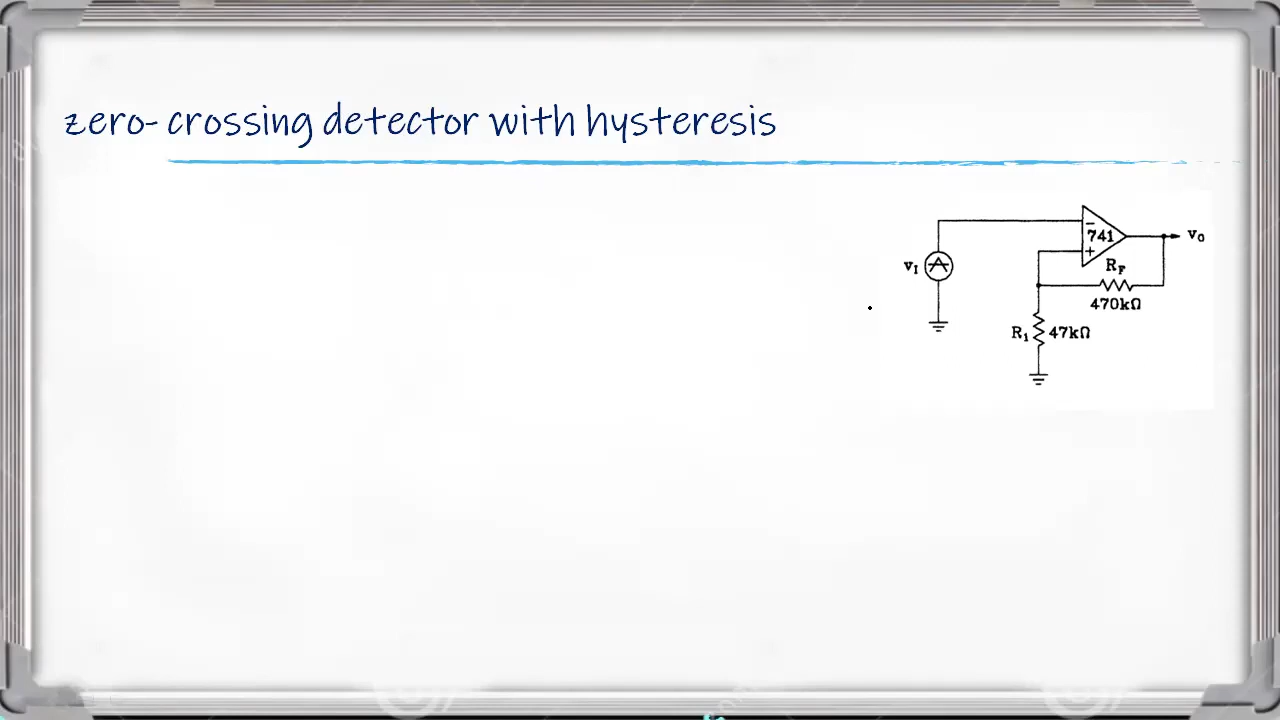 zero- crossing detector with hysteresis
741
v₀
v_I
R_F
470kΩ
R₁ 47kΩ